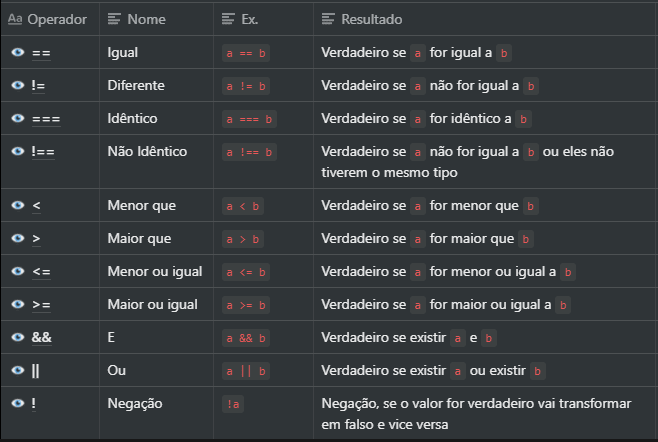 Aa Operador Nome Ex. Resultado
== Igual a == b Verdadeiro se a for igual a b
!= Diferente a != b Verdadeiro se a não for igual a b
=== Idêntico a === b Verdadeiro se a for idêntico a b
!== Não Idêntico a !== b Verdadeiro se a não for igual a b ou eles não
tiverem o mesmo tipo
< Menor que a < b Verdadeiro se a for menor que b
> Maior que a > b Verdadeiro se a for maior que b
<= Menor ou igual a <= b Verdadeiro se a for menor ou igual a b
>= Maior ou igual a >= b Verdadeiro se a for maior ou igual a b
&& E a && b Verdadeiro se existir a e b
|| Ou a || b Verdadeiro se existir a ou existir b
! Negação !a Negação, se o valor for verdadeiro vai transformar
em falso e vice versa